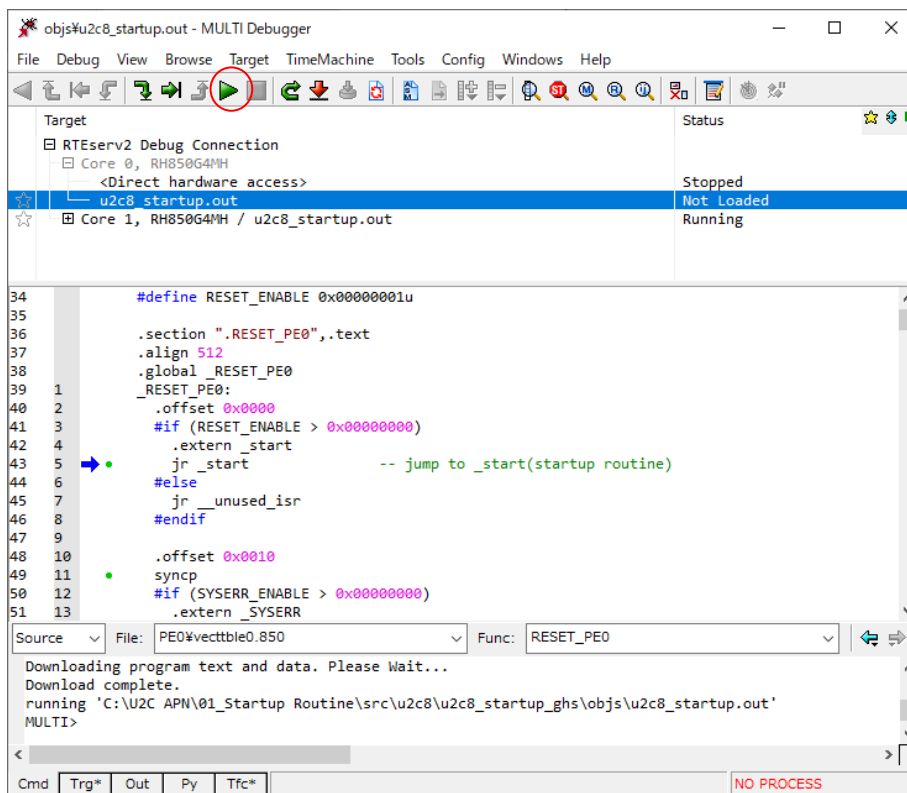 objs¥u2c8_startup.out - MULTI Debugger
File Debug View Browse Target TimeMachine Tools Config Windows Help
Target Status
RTEserv2 Debug Connection
Core 0, RH850G4MH
<Direct hardware access> Stopped
u2c8_startup.out Not Loaded
Core 1, RH850G4MH / u2c8_startup.out Running
34 #define RESET_ENABLE 0x00000001u
35
36 .section ".RESET_PE0",.text
37 .align 512
38 .global _RESET_PE0
39 1 _RESET_PE0:
40 2 .offset 0x0000
41 3 #if (RESET_ENABLE > 0x00000000)
42 4 .extern _start
43 5 jr _start -- jump to _start(startup routine)
44 6 #else
45 7 jr __unused_isr
46 8 #endif
47 9
48 10 .offset 0x0010
49 11 syncp
50 12 #if (SYSERR_ENABLE > 0x00000000)
51 13 .extern _SYSERR
Source File: PE0¥vecttble0.850 Func: RESET_PE0
Downloading program text and data. Please Wait...
Download complete.
running 'C:\U2C APN\01_Startup Routine\src\u2c8\u2c8_startup_ghs\objs\u2c8_startup.out'
MULTI>
Cmd Trg* Out Py Tfc* NO PROCESS